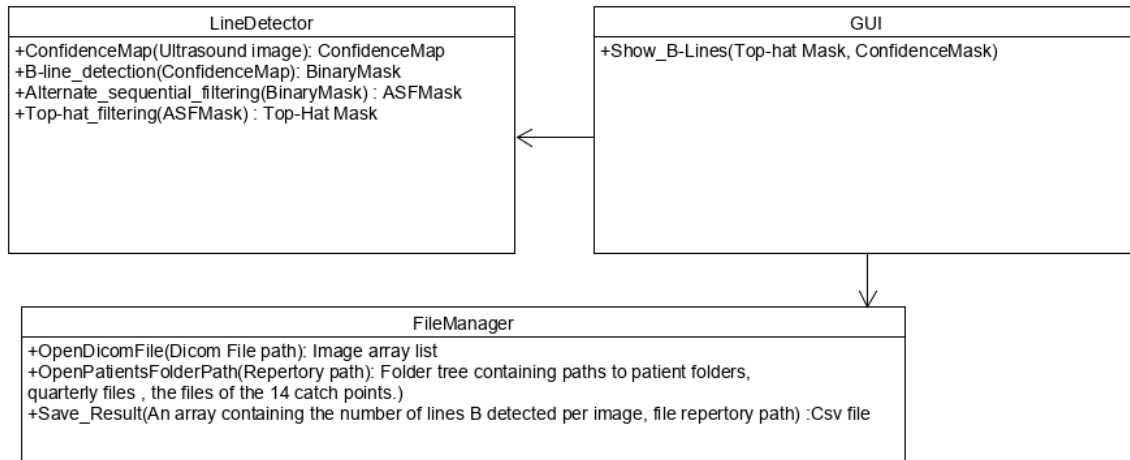 LineDetector
+ConfidenceMap(Ultrasound image): ConfidenceMap
+B-line_detection(ConfidenceMap): BinaryMask
+Alternate_sequential_filtering(BinaryMask) : ASFMask
+Top-hat_filtering(ASFMask) : Top-Hat Mask
GUI
+Show_B-Lines(Top-hat Mask, ConfidenceMask)
FileManager
+OpenDicomFile(Dicom File path): Image array list
+OpenPatientsFolderPath(Repertory path): Folder tree containing paths to patient folders,
quarterly files , the files of the 14 catch points.)
+Save_Result(An array containing the number of lines B detected per image, file repertory path) :Csv file